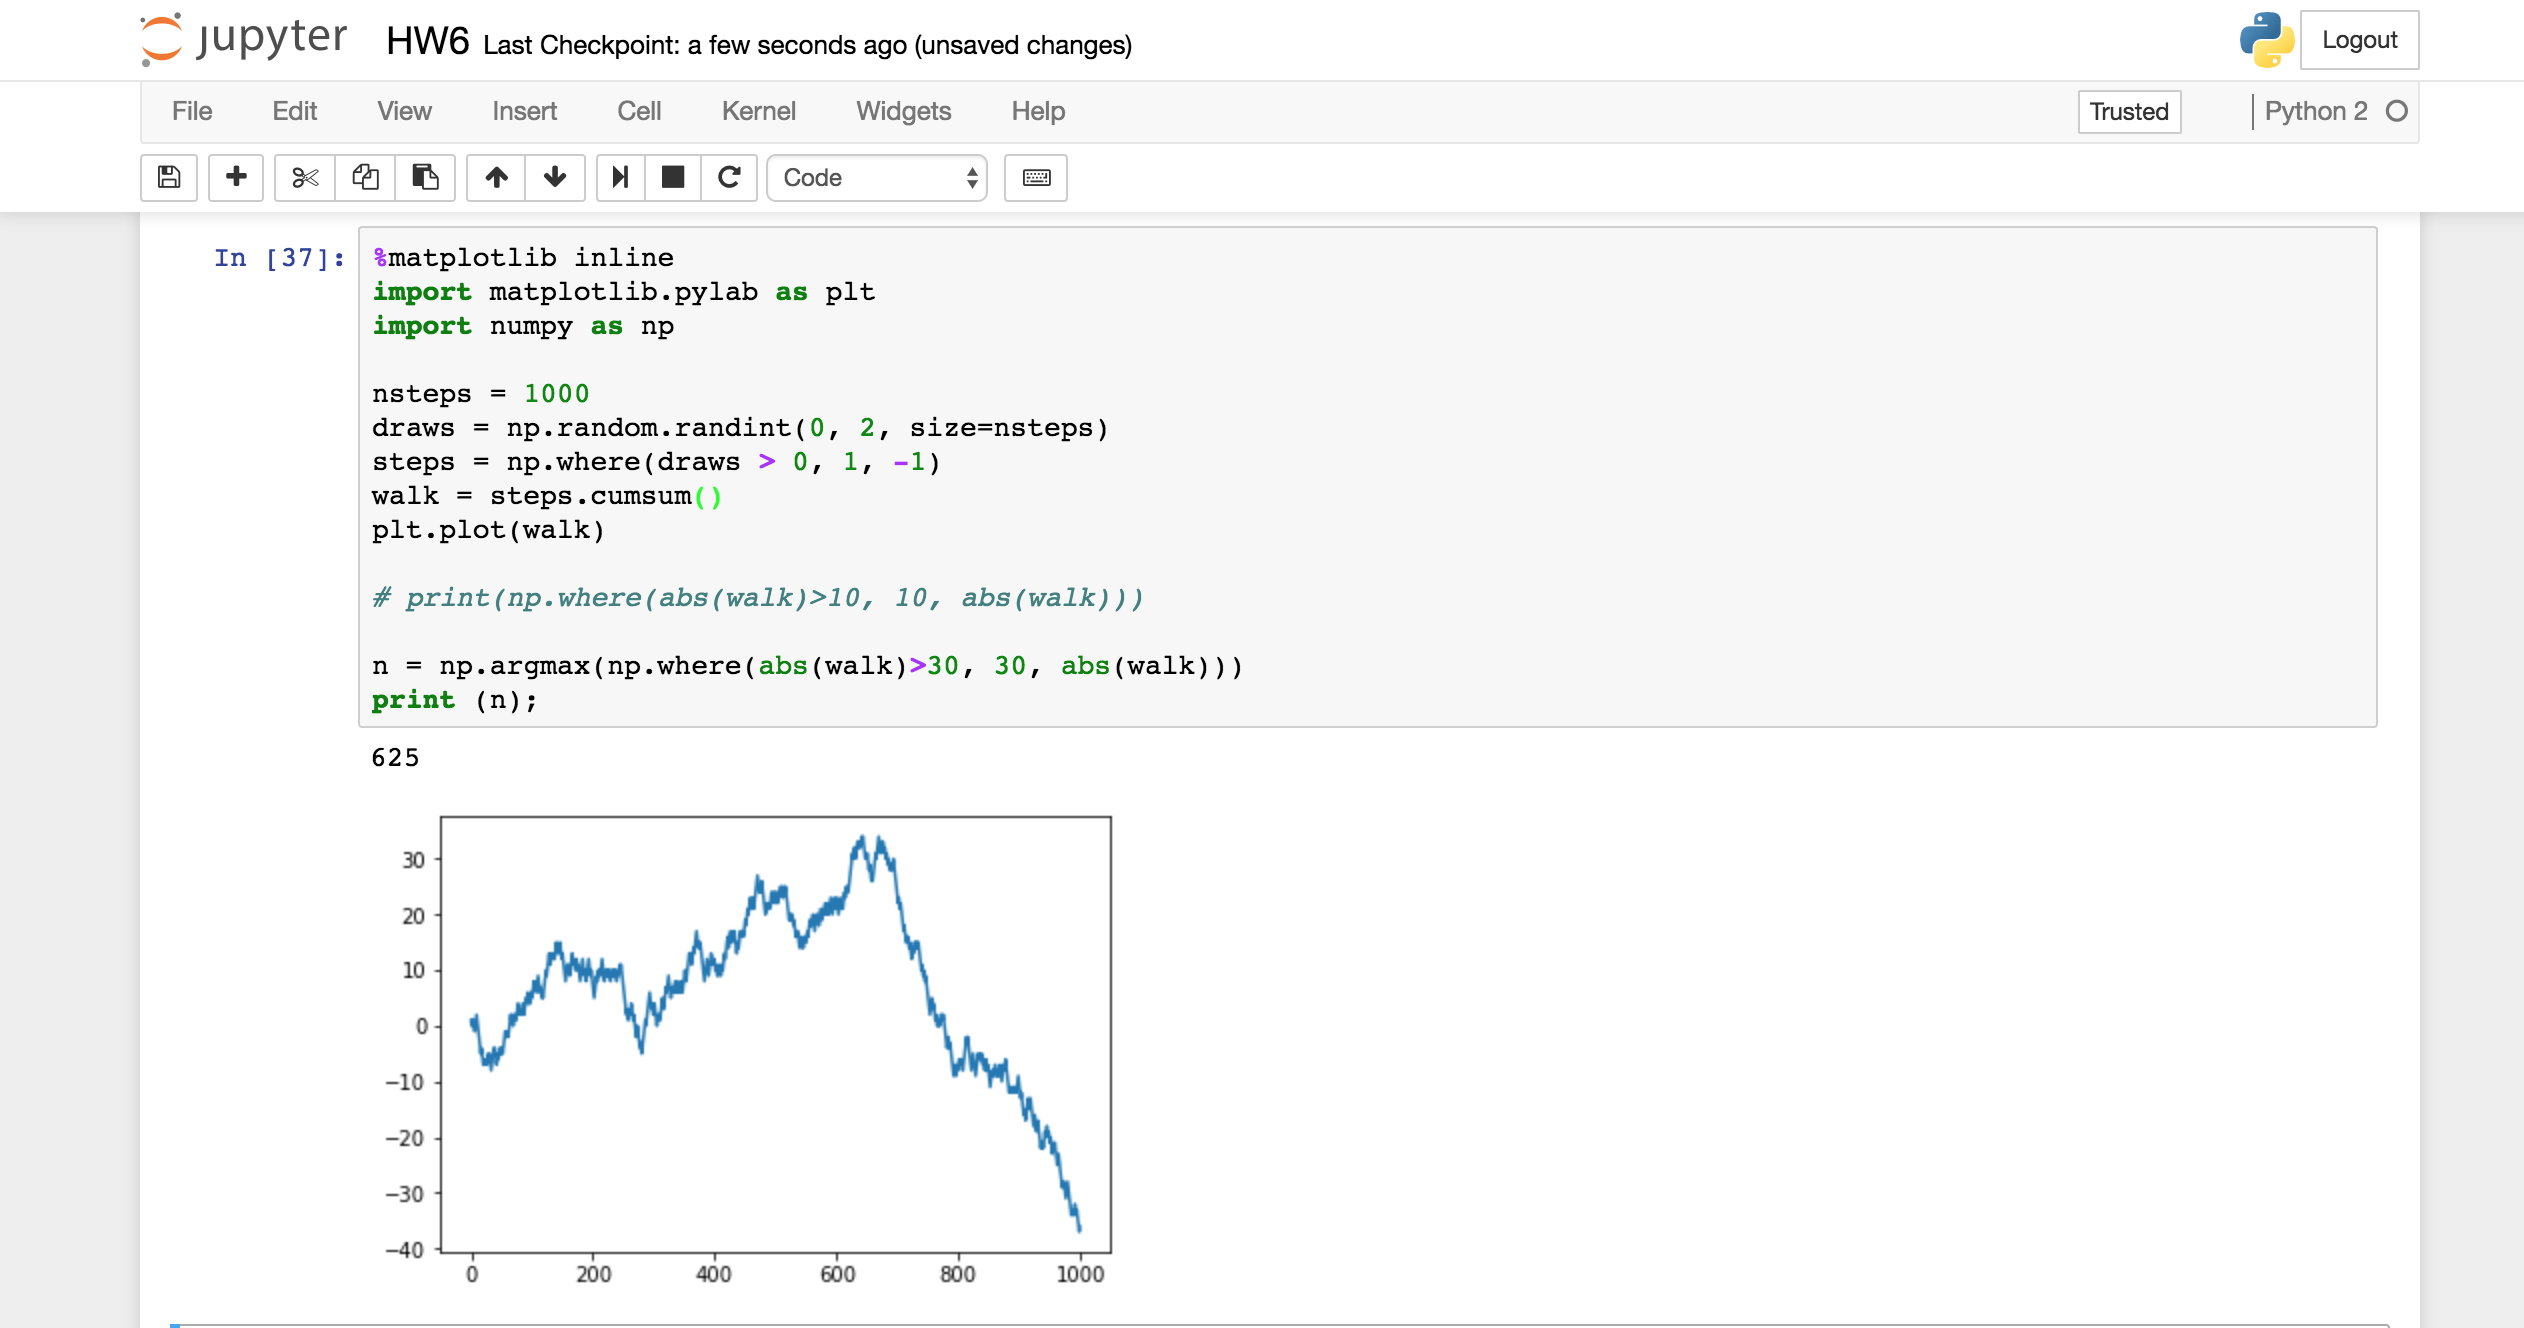 jupyter HW6 Last Checkpoint: a few seconds ago (unsaved changes) Logout
File Edit View Insert Cell Kernel Widgets Help Trusted Python 2
Code
In [37]: %matplotlib inline
import matplotlib.pylab as plt
import numpy as np
nsteps = 1000
draws = np.random.randint(0, 2, size=nsteps)
steps = np.where(draws > 0, 1, -1)
walk = steps.cumsum()
plt.plot(walk)
# print(np.where(abs(walk)>10, 10, abs(walk)))
n = np.argmax(np.where(abs(walk)>30, 30, abs(walk)))
print (n);
625
30
20
10
0
−10
−20
−30
−40
0 200 400 600 800 1000